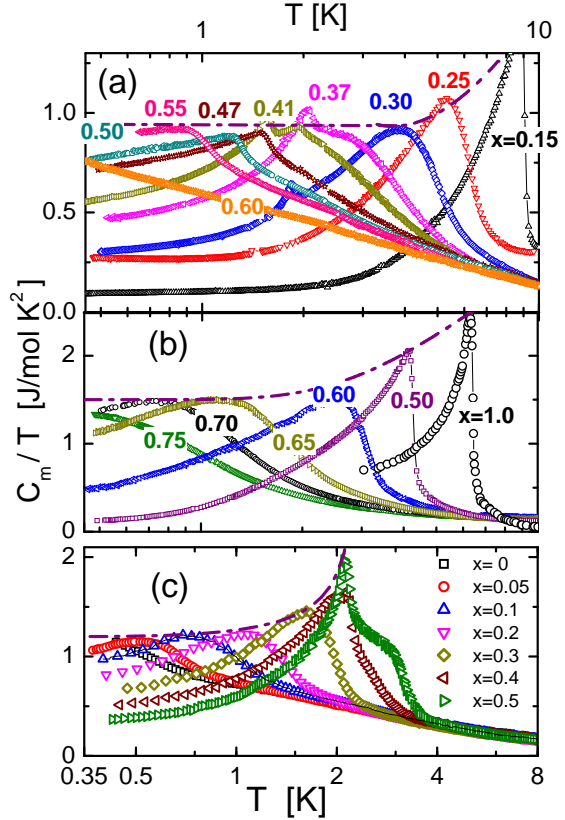 T [K]
1 10
(a)
0.25
0.37
0.30
0.41
0.47
0.55
0.50
x=0.15
0.60
1.0
0.5
0.0
C_m / T [J/mol K^2]
(b)
0.60
0.50
0.70
x=1.0
0.65
0.75
2
1
0
(c)
x= 0
x=0.05
x=0.1
x=0.2
x=0.3
x=0.4
x=0.5
2
1
0
0.35 0.5 1 2 4 8
T [K]